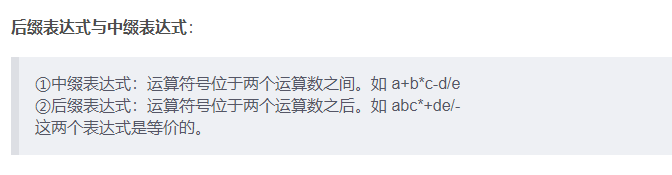 后缀表达式与中缀表达式：
①中缀表达式：运算符号位于两个运算数之间。如 a+b*c-d/e
②后缀表达式：运算符号位于两个运算数之后。如 abc*+de/-
这两个表达式是等价的。